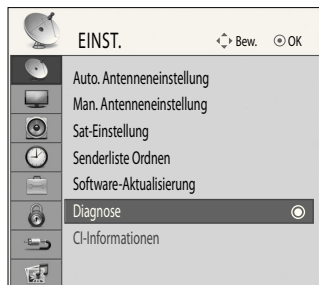 EINST. Bew. OK
Auto. Antenneneinstellung
Man. Antenneneinstellung
Sat-Einstellung
Senderliste Ordnen
Software-Aktualisierung
Diagnose
CI-Informationen